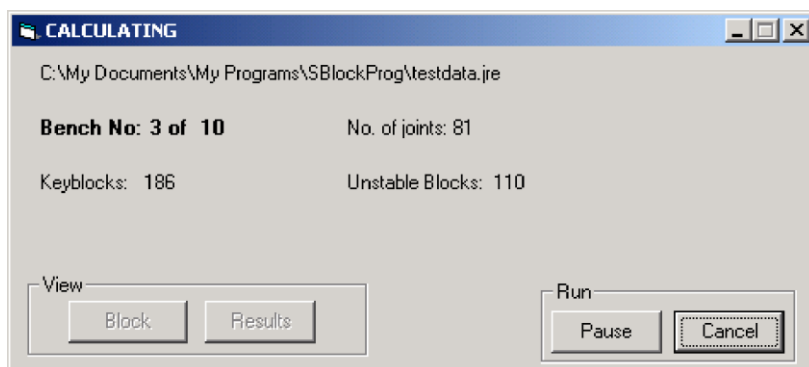 CALCULATING
C:\My Documents\My Programs\SBlockProg\testdata.jre
Bench No: 3 of 10 No. of joints: 81
Keyblocks: 186 Unstable Blocks: 110
View
Block Results
Run
Pause Cancel